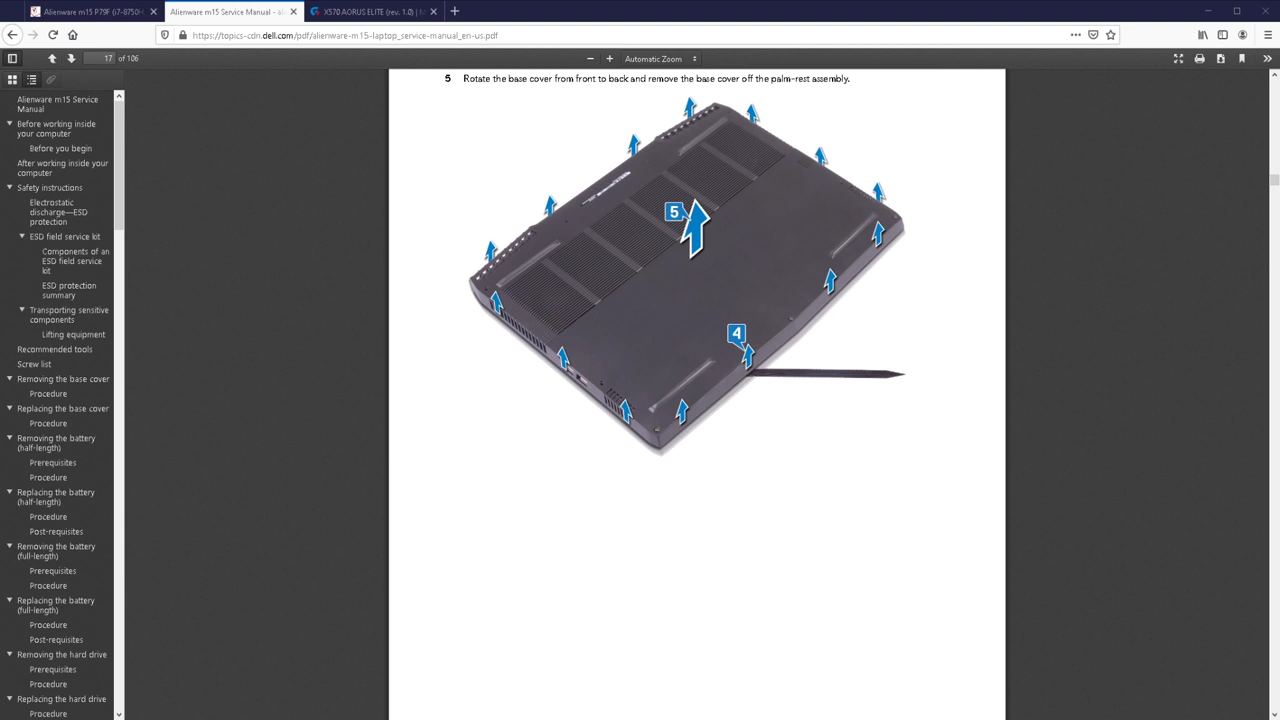 Alienware m15 P79F (i7-8750H
Alienware m15 Service Manual - al
X570 AORUS ELITE (rev. 1.0) | M
https://topics-cdn.dell.com/pdf/alienware-m15-laptop_service-manual_en-us.pdf
17 of 106
Automatic Zoom
Alienware m15 Service
Manual
Before working inside
your computer
Before you begin
After working inside your
computer
Safety instructions
Electrostatic
discharge—ESD
protection
ESD field service kit
Components of an
ESD field service
kit
ESD protection
summary
Transporting sensitive
components
Lifting equipment
Recommended tools
Screw list
Removing the base cover
Procedure
Replacing the base cover
Procedure
Removing the battery
(half-length)
Prerequisites
Procedure
Replacing the battery
(half-length)
Procedure
Post-requisites
Removing the battery
(full-length)
Prerequisites
Procedure
Replacing the battery
(full-length)
Procedure
Post-requisites
Removing the hard drive
Prerequisites
Procedure
Replacing the hard drive
Procedure
5 Rotate the base cover from front to back and remove the base cover off the palm-rest assembly.
5
4